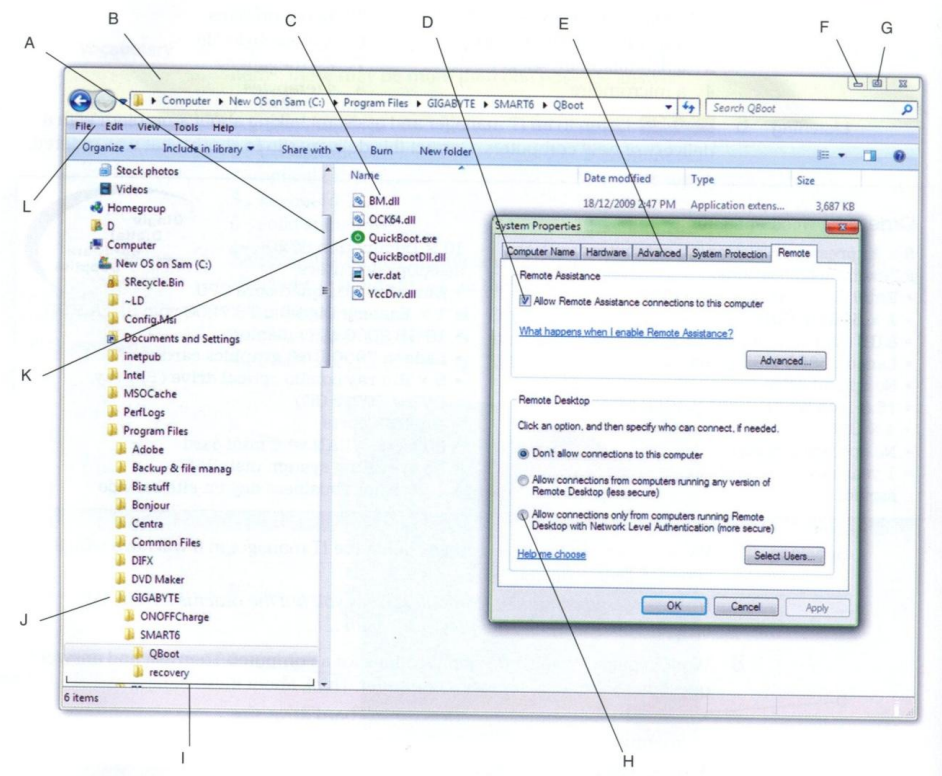 A
B
C
D
E
F
G
Computer ▸ New OS on Sam (C:) ▸ Program Files ▸ GIGABYTE ▸ SMART6 ▸ QBoot
Search QBoot
File Edit View Tools Help
Organize Include in library Share with Burn New folder
L
Stock photos
Videos
Homegroup
D
Computer
New OS on Sam (C:)
$Recycle.Bin
~LD
Config.Msi
Documents and Settings
inetpub
Intel
MSOCache
PerfLogs
Program Files
Adobe
Backup & file manag
Biz stuff
Bonjour
Centra
Common Files
DIFX
DVD Maker
GIGABYTE
ONOFFCharge
SMART6
QBoot
recovery
K
J
Name Date modified Type Size
BM.dll 18/12/2009 2:47 PM Application extens... 3,687 KB
OCK64.dll
QuickBoot.exe
QuickBootDll.dll
ver.dat
YccDrv.dll
System Properties
Computer Name Hardware Advanced System Protection Remote
Remote Assistance
Allow Remote Assistance connections to this computer
What happens when I enable Remote Assistance?
Advanced...
Remote Desktop
Click an option, and then specify who can connect, if needed.
Don't allow connections to this computer
Allow connections from computers running any version of
Remote Desktop (less secure)
Allow connections only from computers running Remote
Desktop with Network Level Authentication (more secure)
Help me choose
Select Users...
OK Cancel Apply
6 items
I
H